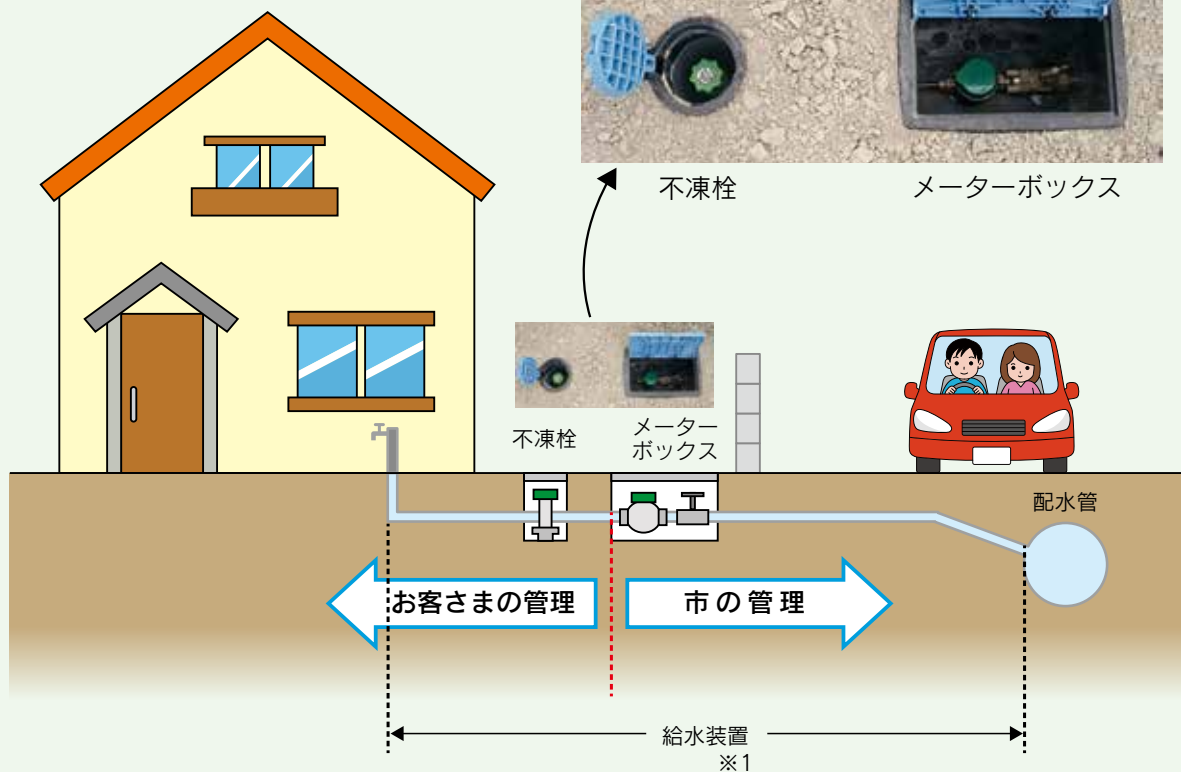 不凍栓
メーターボックス
不凍栓
メーター
ボックス
配水管
お客さまの管理
市の管理
給水装置
※1